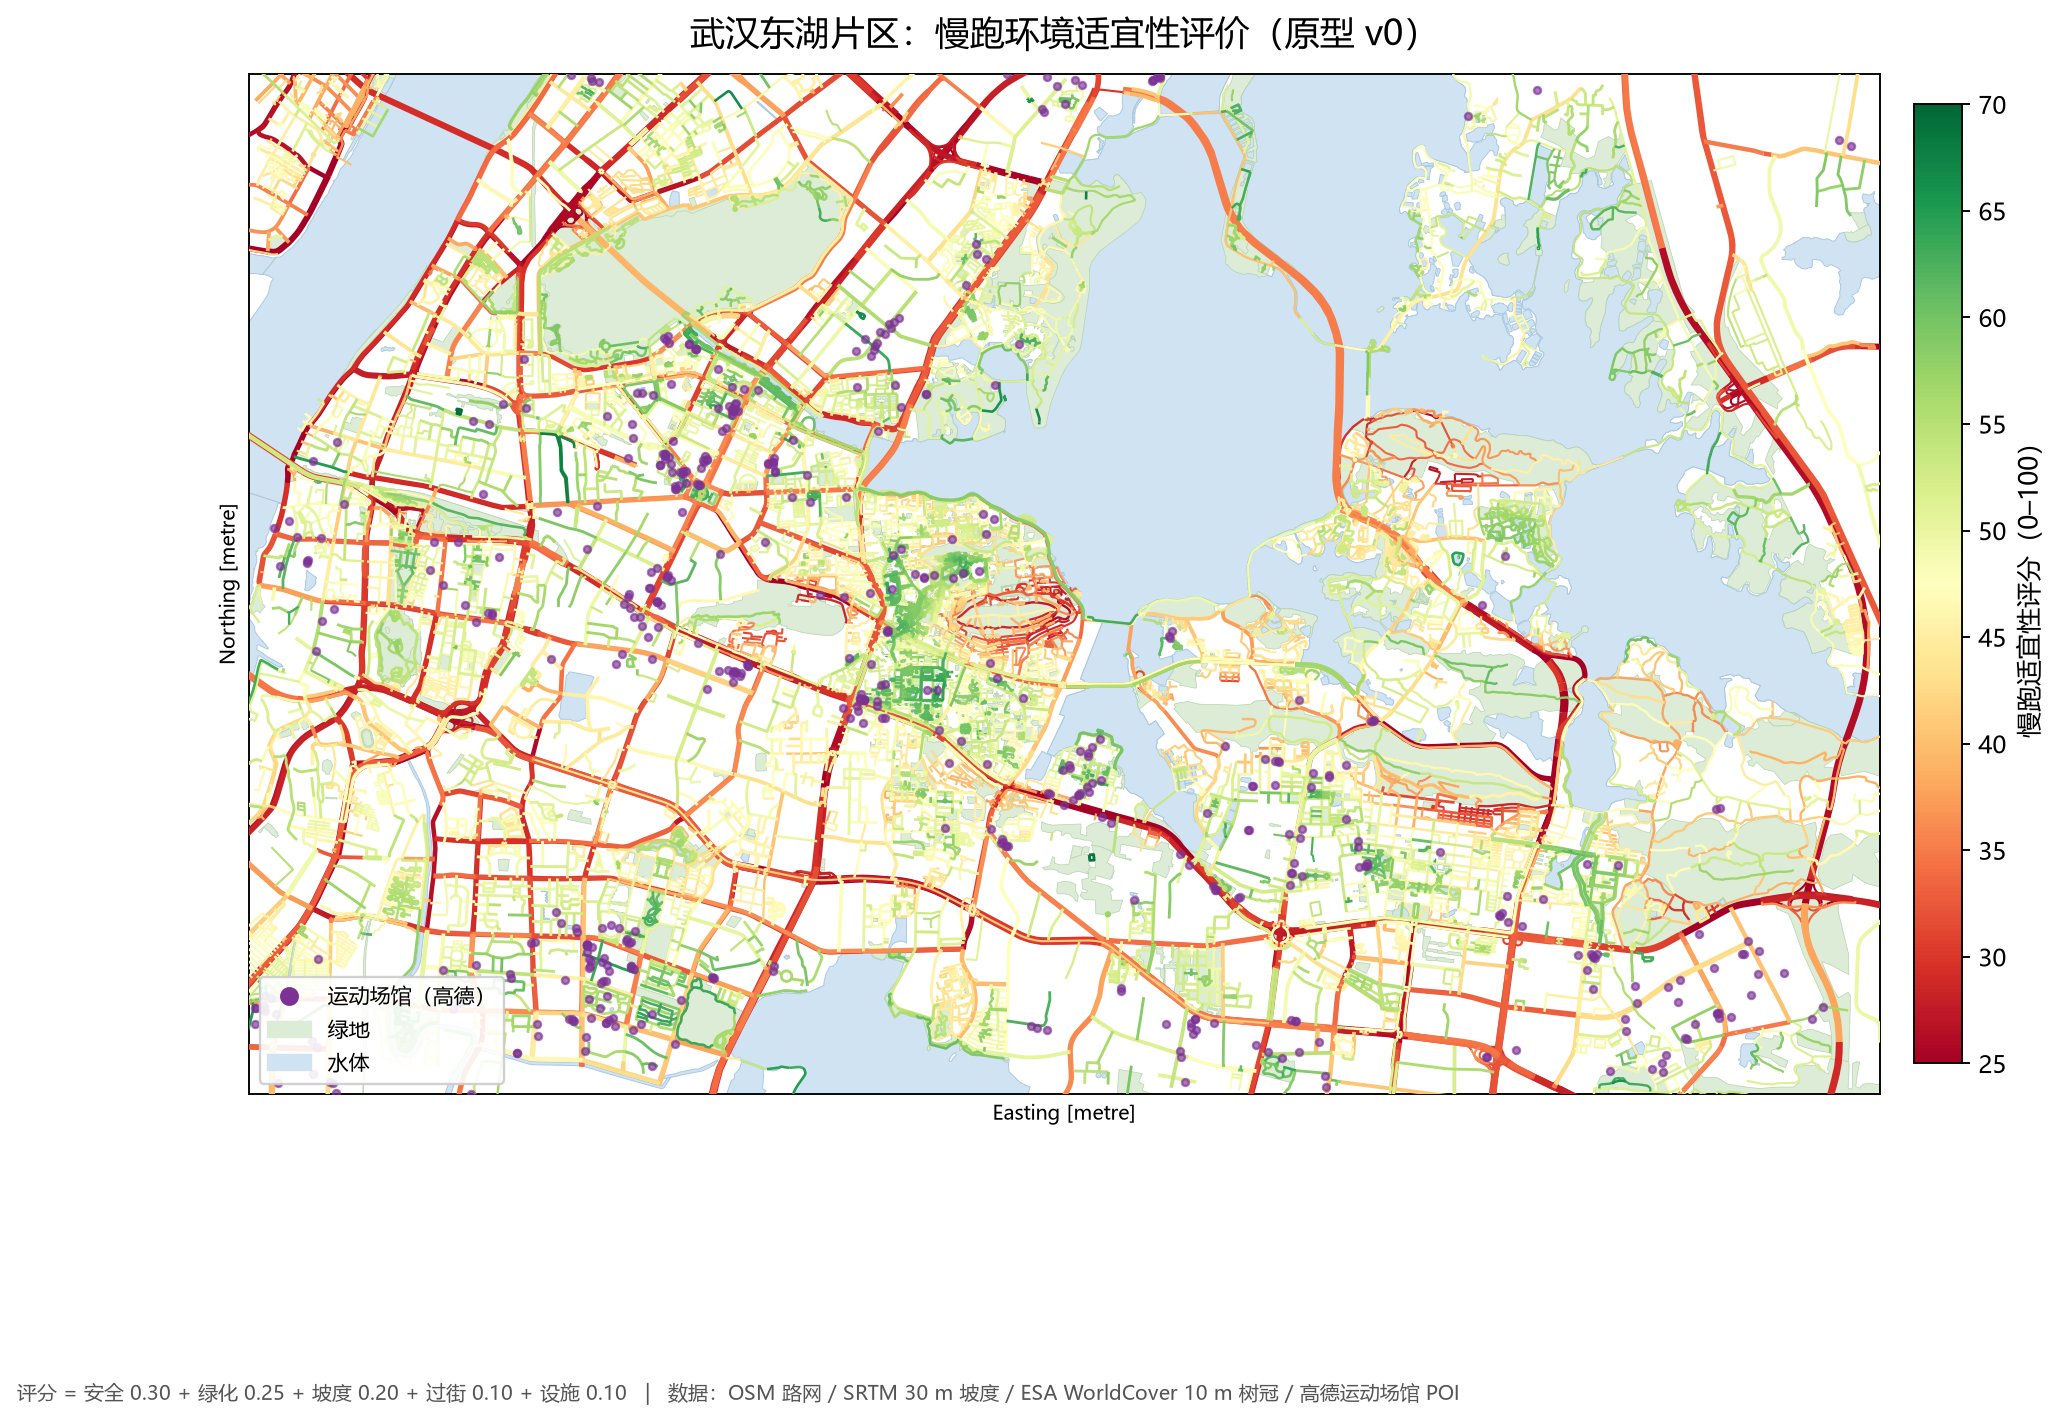 武汉东湖片区：慢跑环境适宜性评价（原型 v0）
Northing [metre]
Easting [metre]
运动场馆（高德）
绿地
水体
70
65
60
55
50
45
40
35
30
25
慢跑适宜性评分（0–100）
评分 = 安全 0.30 + 绿化 0.25 + 坡度 0.20 + 过街 0.10 + 设施 0.10 | 数据：OSM 路网 / SRTM 30 m 坡度 / ESA WorldCover 10 m 树冠 / 高德运动场馆 POI